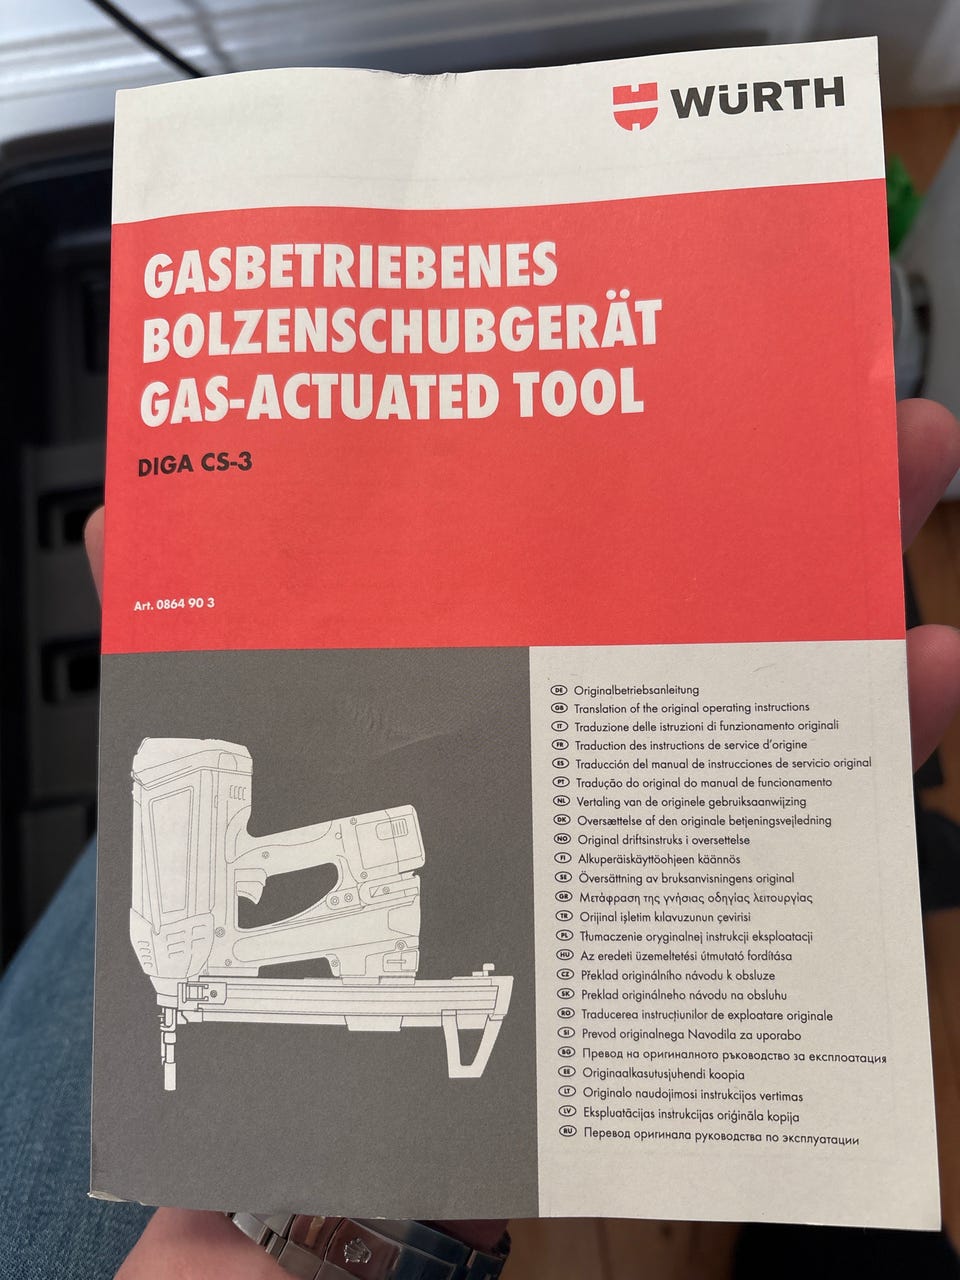 WÜRTH
GASBETRIEBENES
BOLZENSCHUBGERÄT
GAS-ACTUATED TOOL
DIGA CS-3
Art. 0864 90 3
DE Originalbetriebsanleitung
GB Translation of the original operating instructions
IT Traduzione delle istruzioni di funzionamento originali
FR Traduction des instructions de service d'origine
ES Traducción del manual de instrucciones de servicio original
PT Tradução do original do manual de funcionamento
NL Vertaling van de originele gebruiksaanwijzing
DK Oversættelse af den originale betjeningsvejledning
NO Original driftsinstruks i oversettelse
FI Alkuperäiskäyttöohjeen käännös
SE Översättning av bruksanvisningens original
GR Μετάφραση της γνήσιας οδηγίας λειτουργίας
TR Orijinal işletim kılavuzunun çevirisi
PL Tłumaczenie oryginalnej instrukcji eksploatacji
HU Az eredeti üzemeltetési útmutató fordítása
CZ Překlad originálního návodu k obsluze
SK Preklad originálneho návodu na obsluhu
RO Traducerea instrucțiunilor de exploatare originale
SI Prevod originalnega Navodila za uporabo
BG Превод на оригиналното ръководство за експлоатация
EE Originaalkasutusjuhendi koopia
LT Originalo naudojimosi instrukcijos vertimas
LV Ekspluatācijas instrukcijas oriģināla kopija
RU Перевод оригинала руководства по эксплуатации